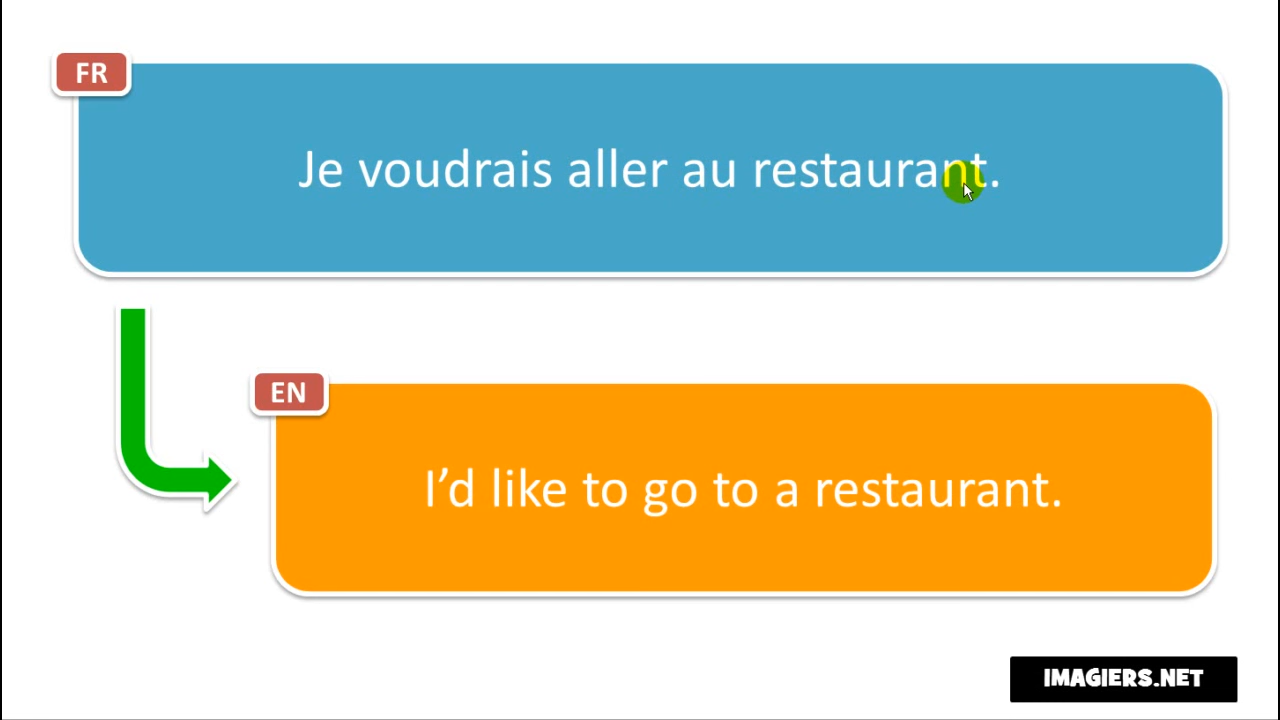 FR
Je voudrais aller au restaurant.
EN
I’d like to go to a restaurant.
IMAGIERS.NET